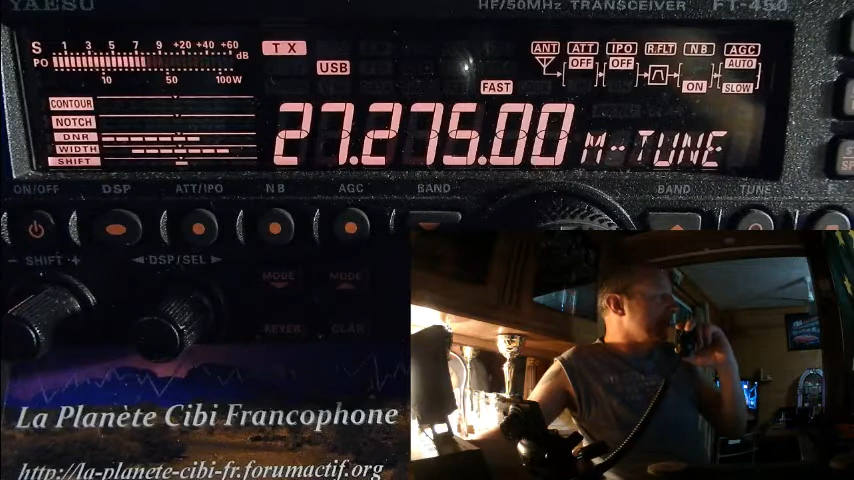 YAESU HF/50MHz TRANSCEIVER FT-450
S 1 3 5 7 9 +20 +40 +60 dB
PO 10 50 100W
TX
USB
FAST
ANT ATT IPO R.FLT NB AGC
OFF OFF AUTO
ON SLOW
CONTOUR
NOTCH
DNR
WIDTH
SHIFT
27.275.00 M-TUNE
ON/OFF DSP ATT/IPO NB AGC BAND BAND TUNE
- SHIFT + ◄DSP/SEL► MODE MODE
KEYER CLAR
La Planète Cibi Francophone
http://la-planete-cibi-fr.forumactif.org